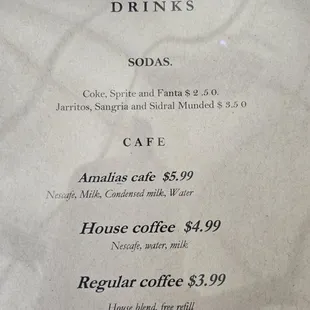 DRINKS
SODAS.
Coke, Sprite and Fanta $ 2 .5 0.
Jarritos, Sangria and Sidral Munded $ 3.5 0
CAFE
Amalias cafe $5.99
Nescafe, Milk, Condensed milk, Water
House coffee $4.99
Nescafe, water, milk
Regular coffee $3.99
House blend, free refill